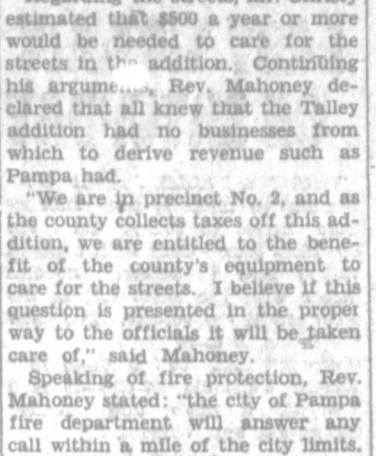 Regarding the streets, Mr. Christy
estimated that $500 a year or more
would be needed to care for the
streets in the addition. Continuing
his arguments, Rev. Mahoney de-
clared that all knew that the Talley
addition had no businesses from
which to derive revenue such as
Pampa had.
"We are in precinct No. 2, and as
the county collects taxes off this ad-
dition, we are entitled to the bene-
fit of the county's equipment to
care for the streets. I believe if this
question is presented in the proper
way to the officials it will be taken
care of," said Mahoney.
Speaking of fire protection, Rev.
Mahoney stated: "the city of Pampa
fire department will answer any
call within a mile of the city limits.